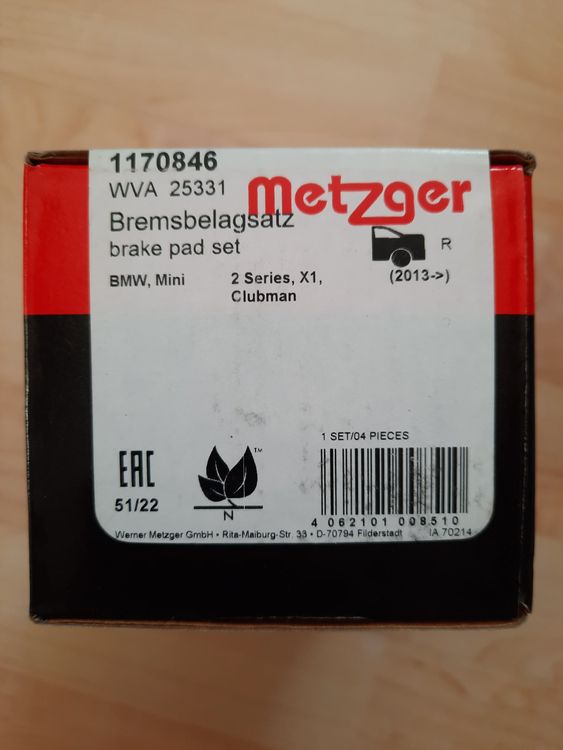 1170846
WVA 25331
Metzger
Bremsbelagsatz
brake pad set
R
BMW, Mini
2 Series, X1,
Clubman
(2013->)
1 SET/04 PIECES
EAC
TM
51/22
N
4 062101 008510
Werner Metzger GmbH • Rita-Maiburg-Str. 33 • D-70794 Filderstadt
IA 70214